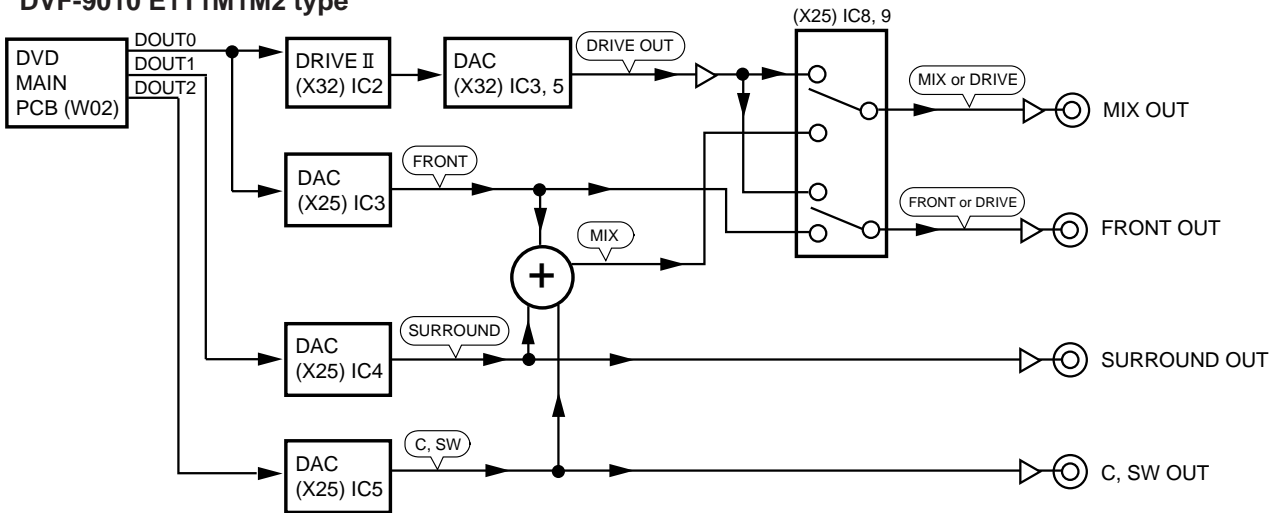 DVF-9010 E1T1M1M2 type
(X25) IC8, 9
DVD
MAIN
PCB (W02)
DOUT0
DOUT1
DOUT2
DRIVE II
(X32) IC2
DAC
(X32) IC3, 5
DRIVE OUT
MIX or DRIVE
MIX OUT
DAC
(X25) IC3
FRONT
MIX
+
FRONT or DRIVE
FRONT OUT
DAC
(X25) IC4
SURROUND
SURROUND OUT
DAC
(X25) IC5
C, SW
C, SW OUT